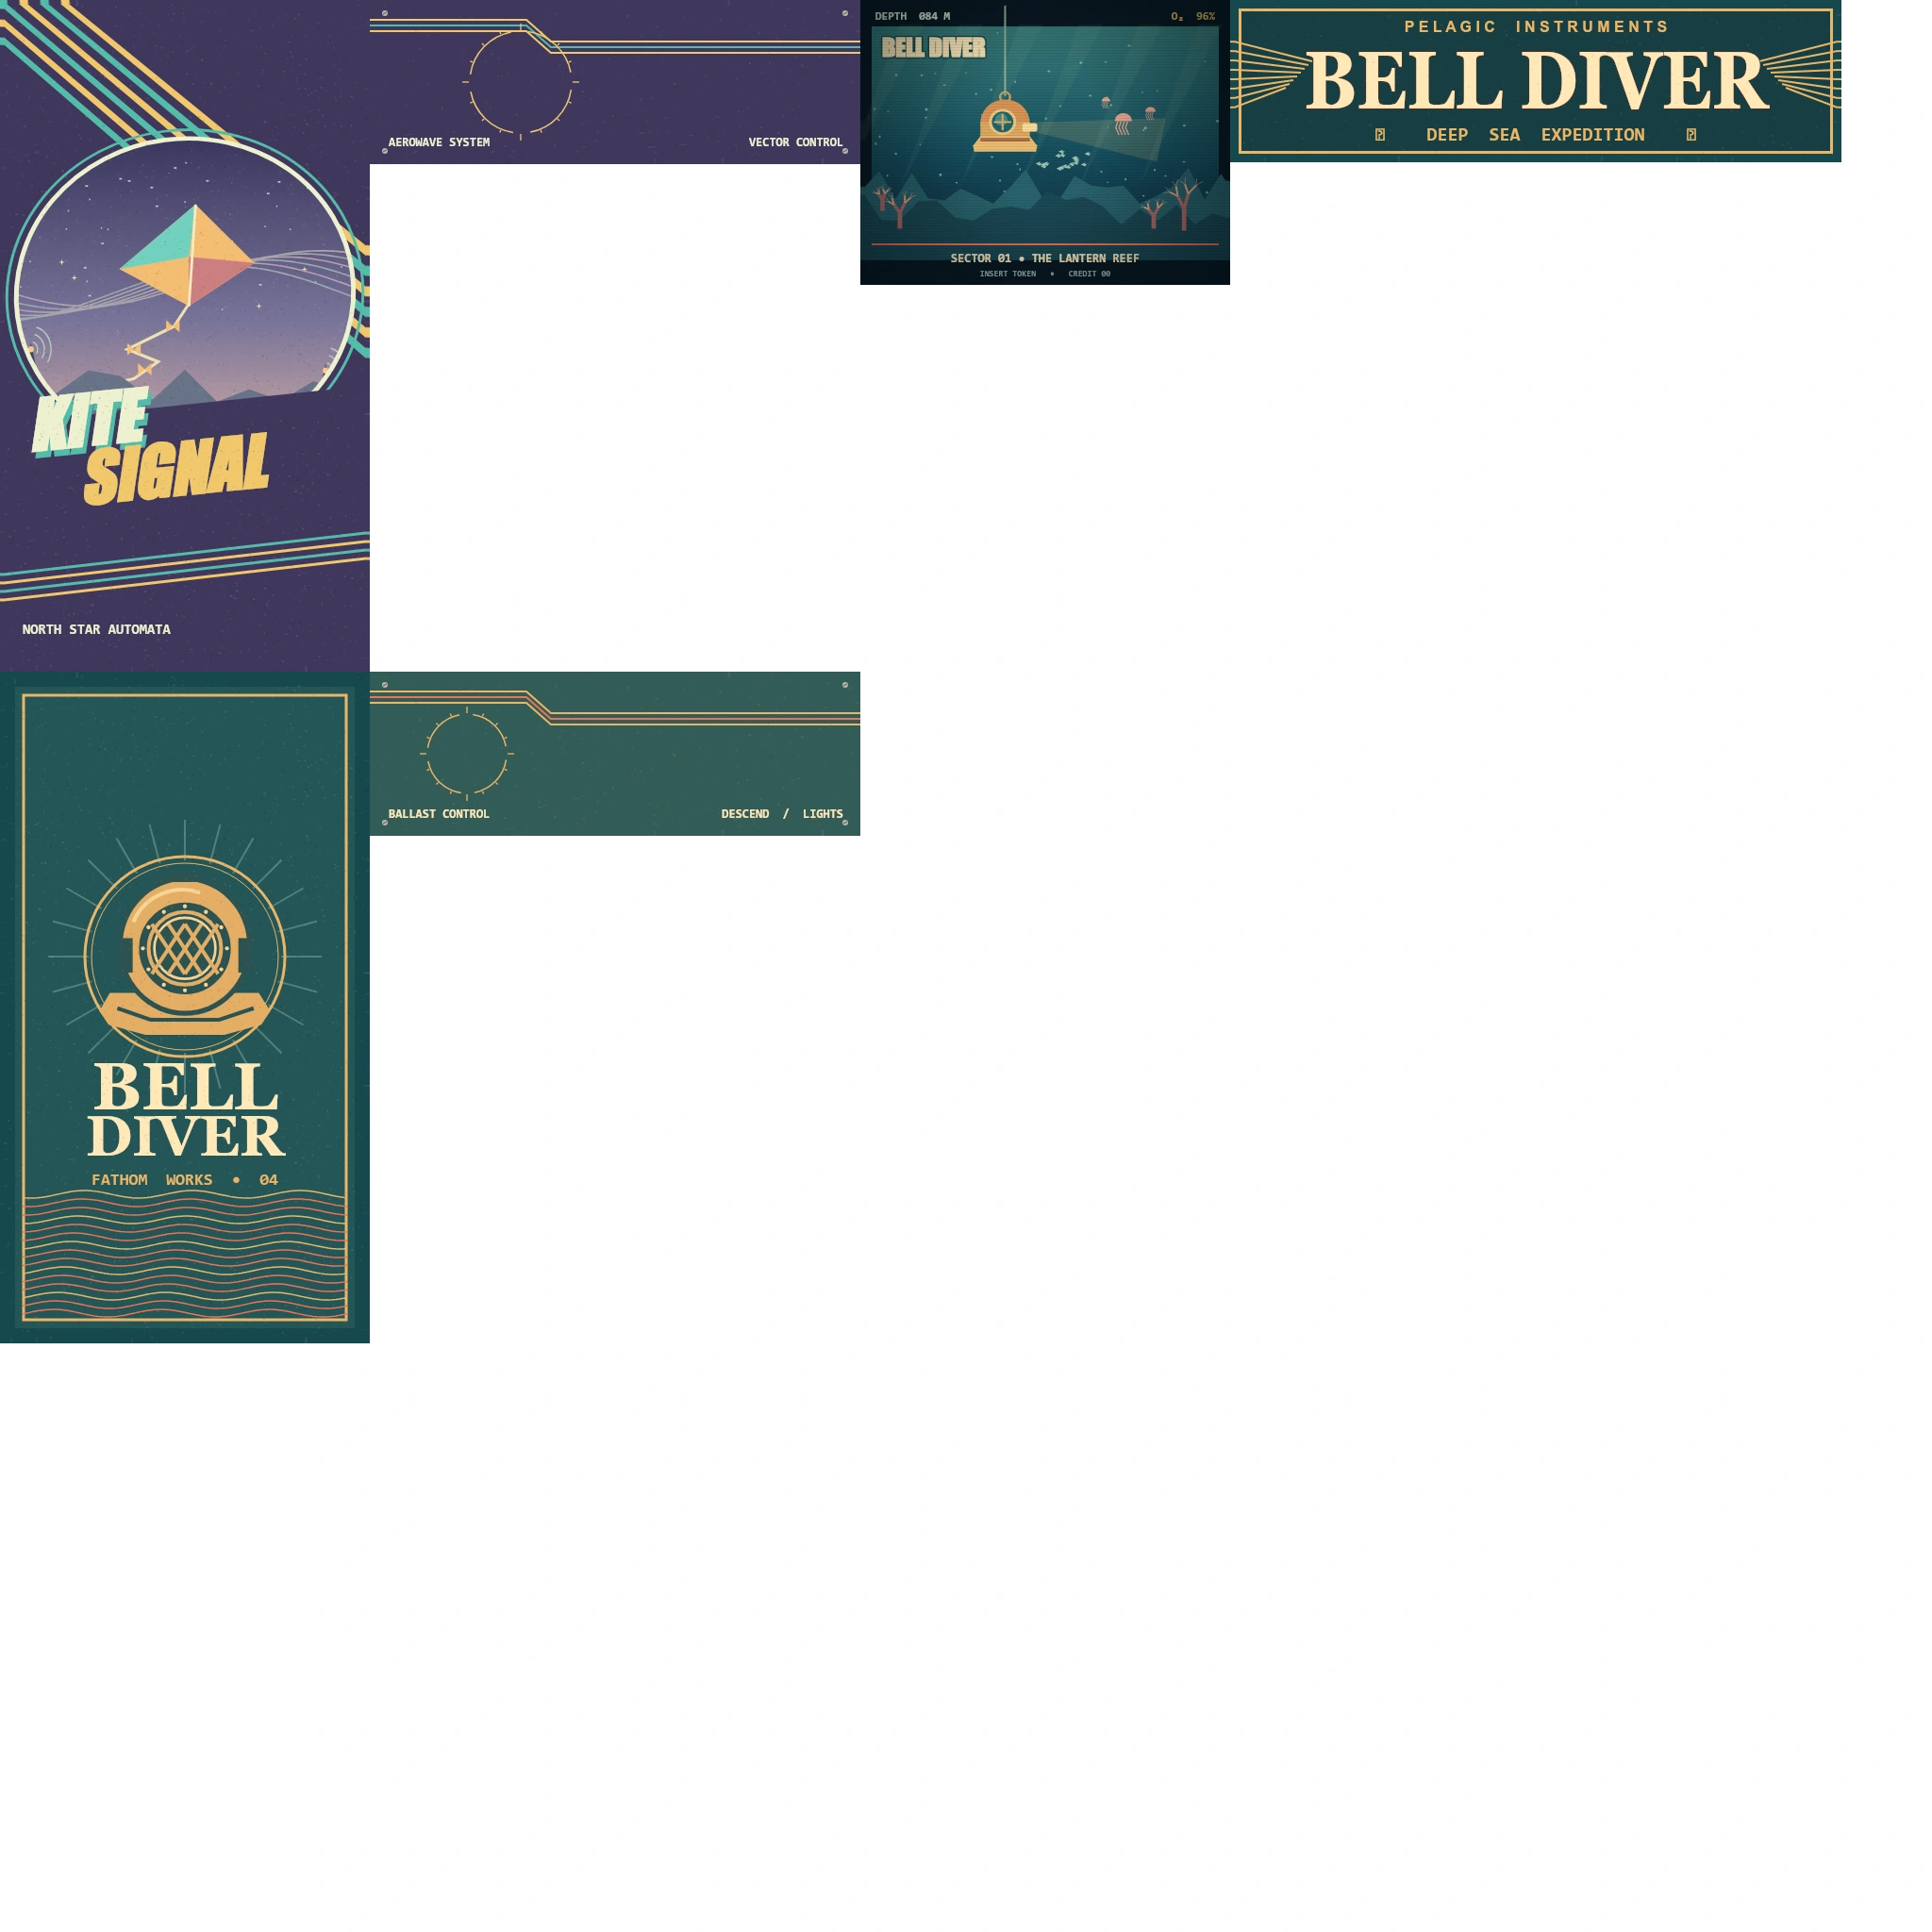 KITE
SIGNAL
NORTH STAR AUTOMATA
AEROWAVE SYSTEM
VECTOR CONTROL
DEPTH 084 M
O₂ 96%
BELL DIVER
SECTOR 01 • THE LANTERN REEF
INSERT TOKEN • CREDIT 00
PELAGIC INSTRUMENTS
BELL DIVER
DEEP SEA EXPEDITION
BELL
DIVER
FATHOM WORKS • 04
BALLAST CONTROL
DESCEND / LIGHTS